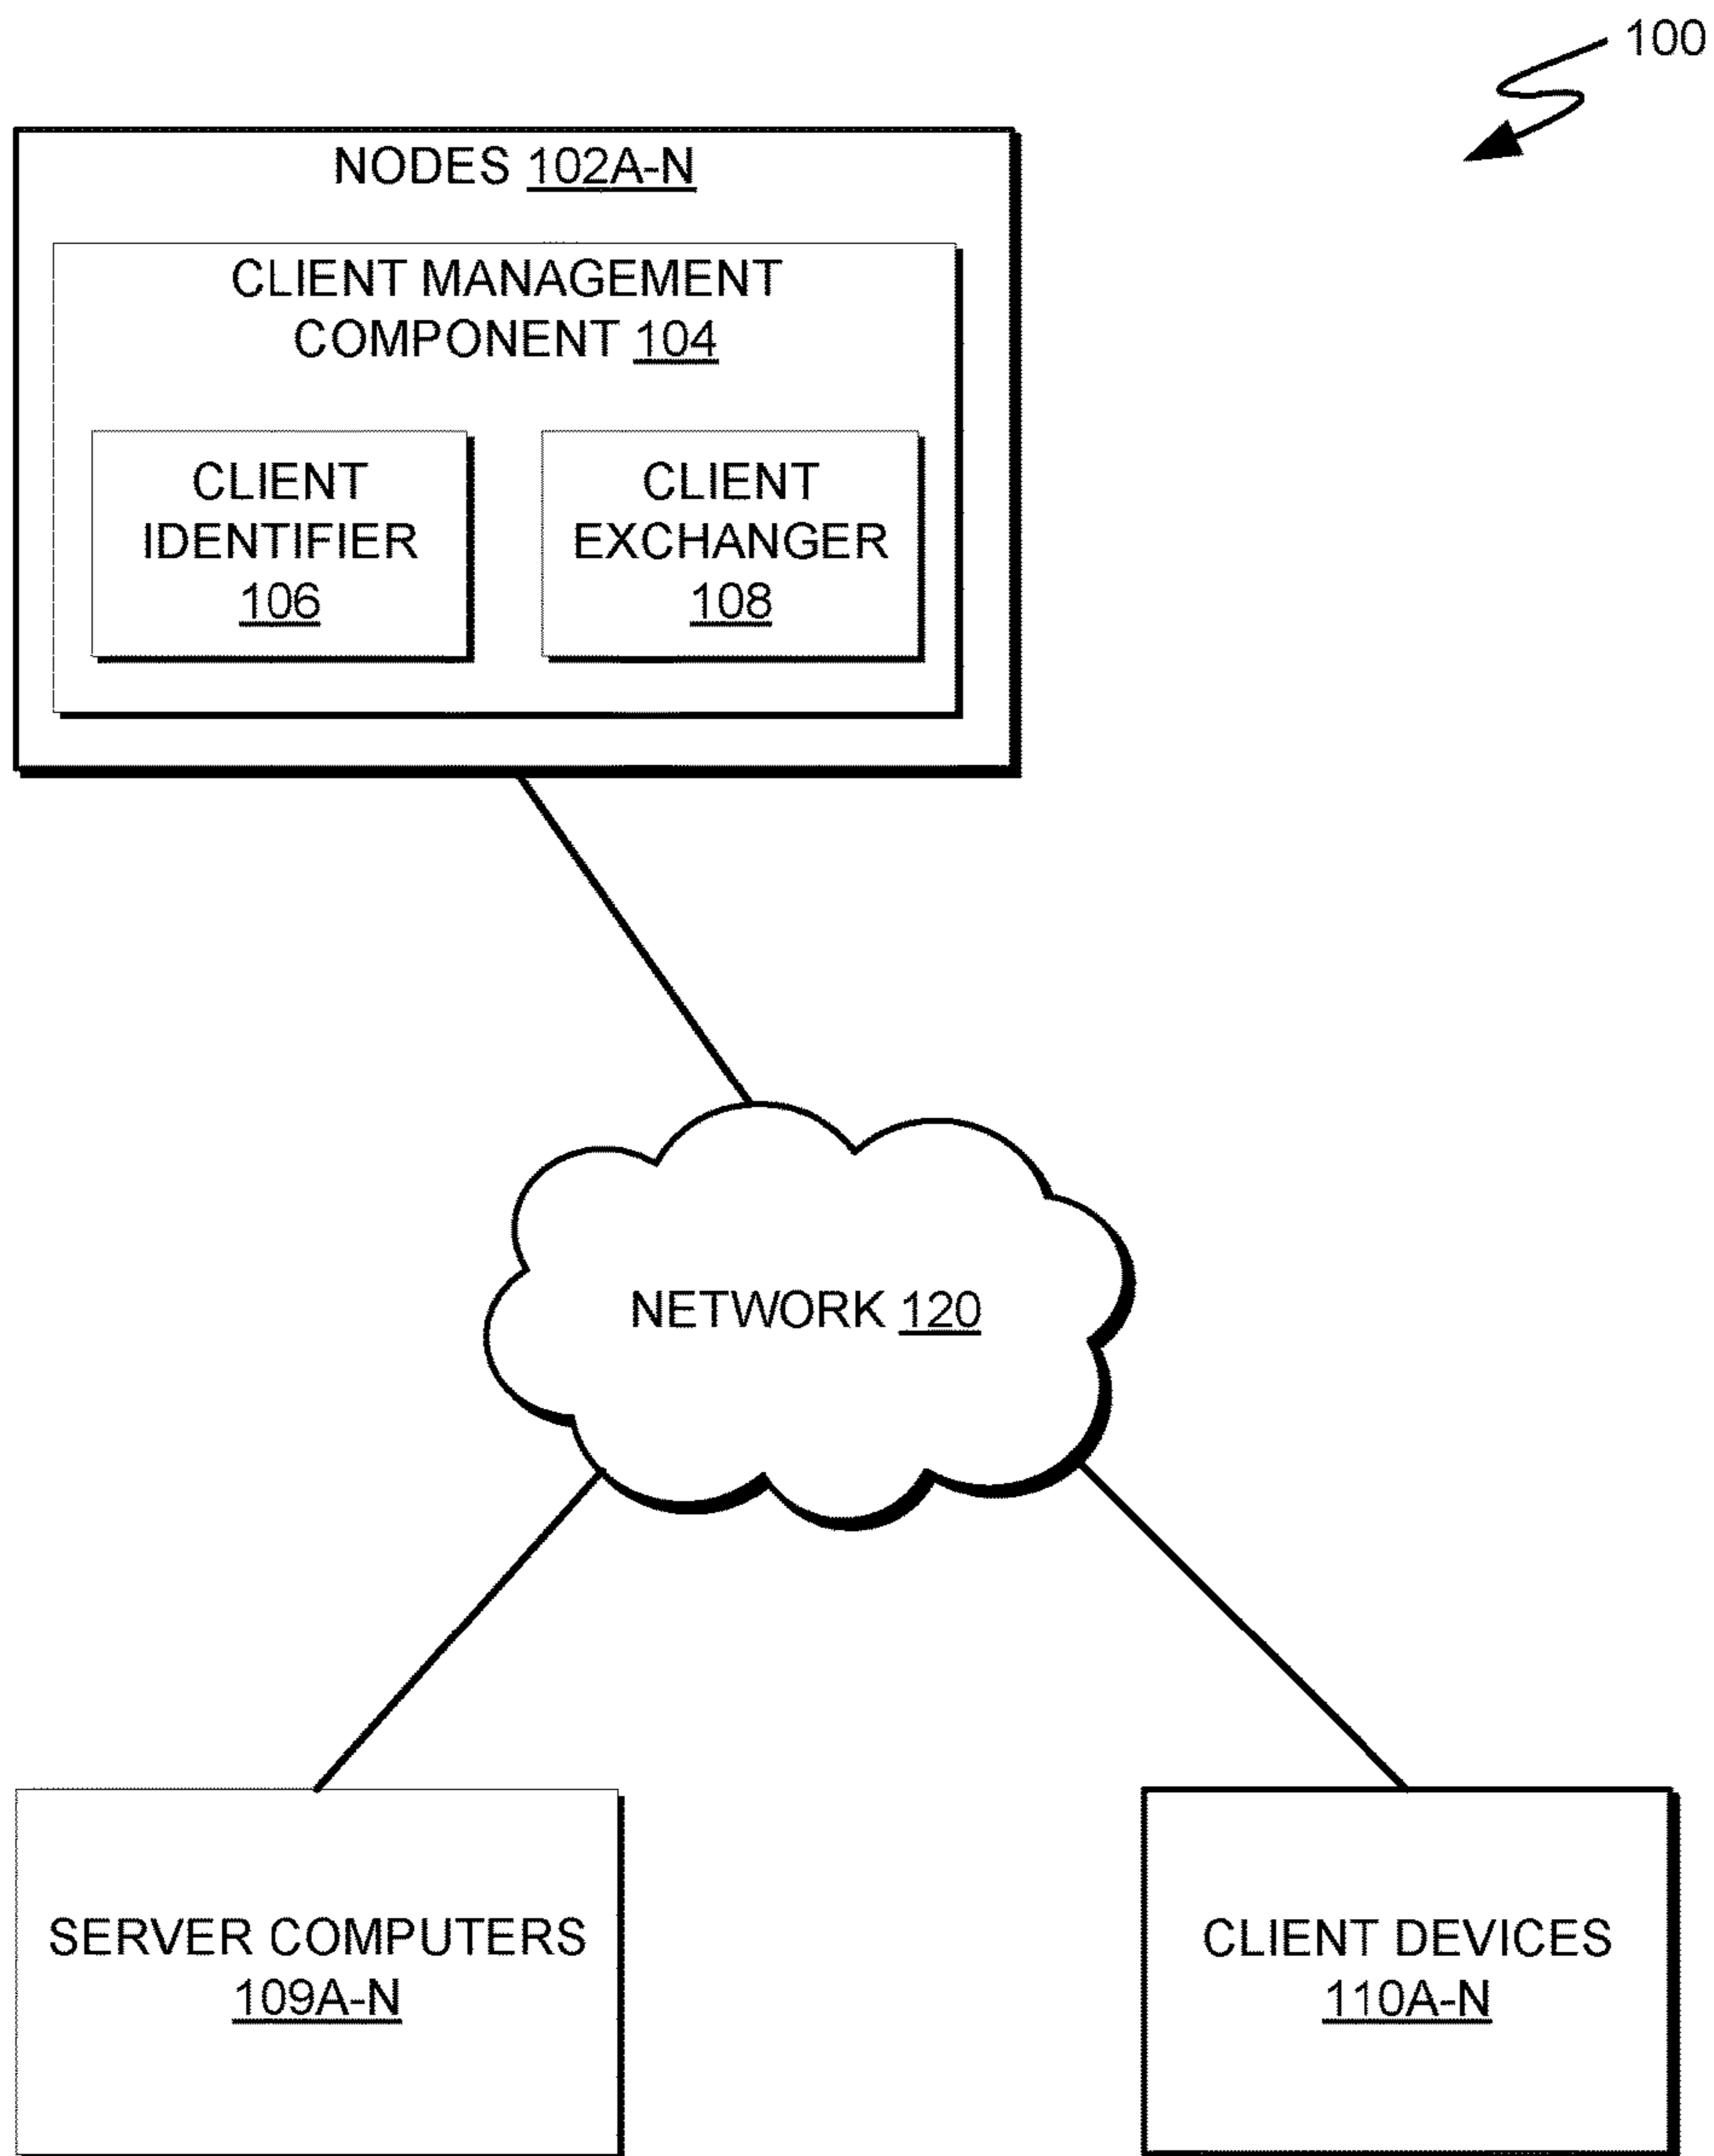 100
NODES 102A-N
CLIENT MANAGEMENT
COMPONENT 104
CLIENT
IDENTIFIER
106
CLIENT
EXCHANGER
108
NETWORK 120
SERVER COMPUTERS
109A-N
CLIENT DEVICES
110A-N